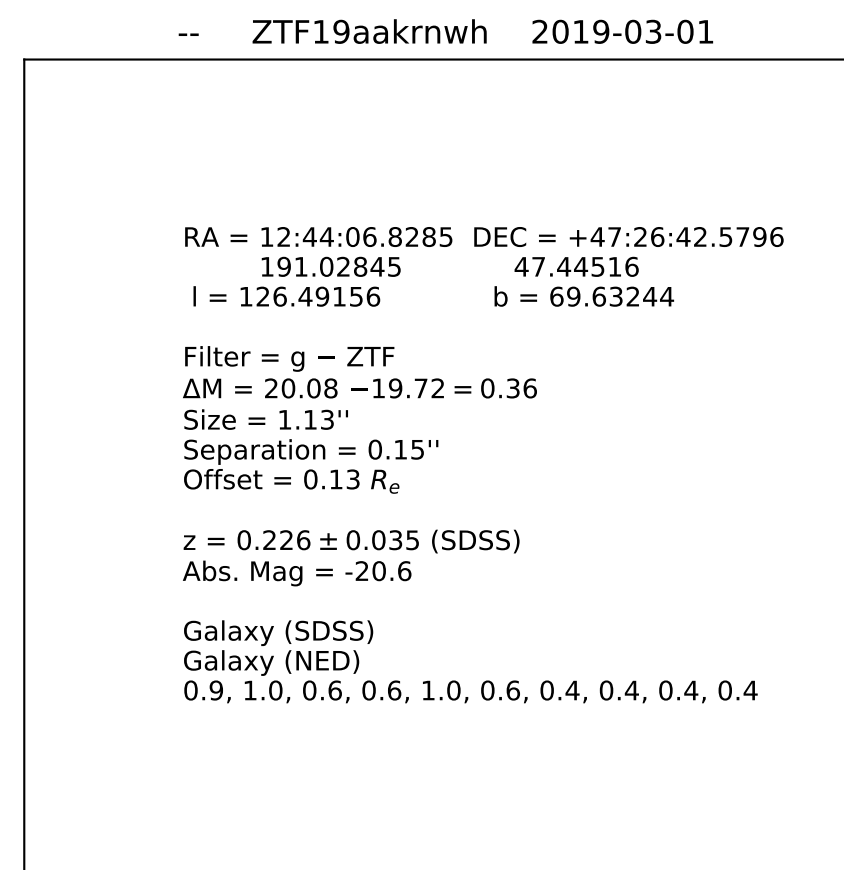 -- ZTF19aakrnwh 2019-03-01
RA = 12:44:06.8285 DEC = +47:26:42.5796
191.02845 47.44516
l = 126.49156 b = 69.63244
Filter = g − ZTF
ΔM = 20.08 −19.72 = 0.36
Size = 1.13''
Separation = 0.15''
Offset = 0.13 Re
z = 0.226 ± 0.035 (SDSS)
Abs. Mag = -20.6
Galaxy (SDSS)
Galaxy (NED)
0.9, 1.0, 0.6, 0.6, 1.0, 0.6, 0.4, 0.4, 0.4, 0.4